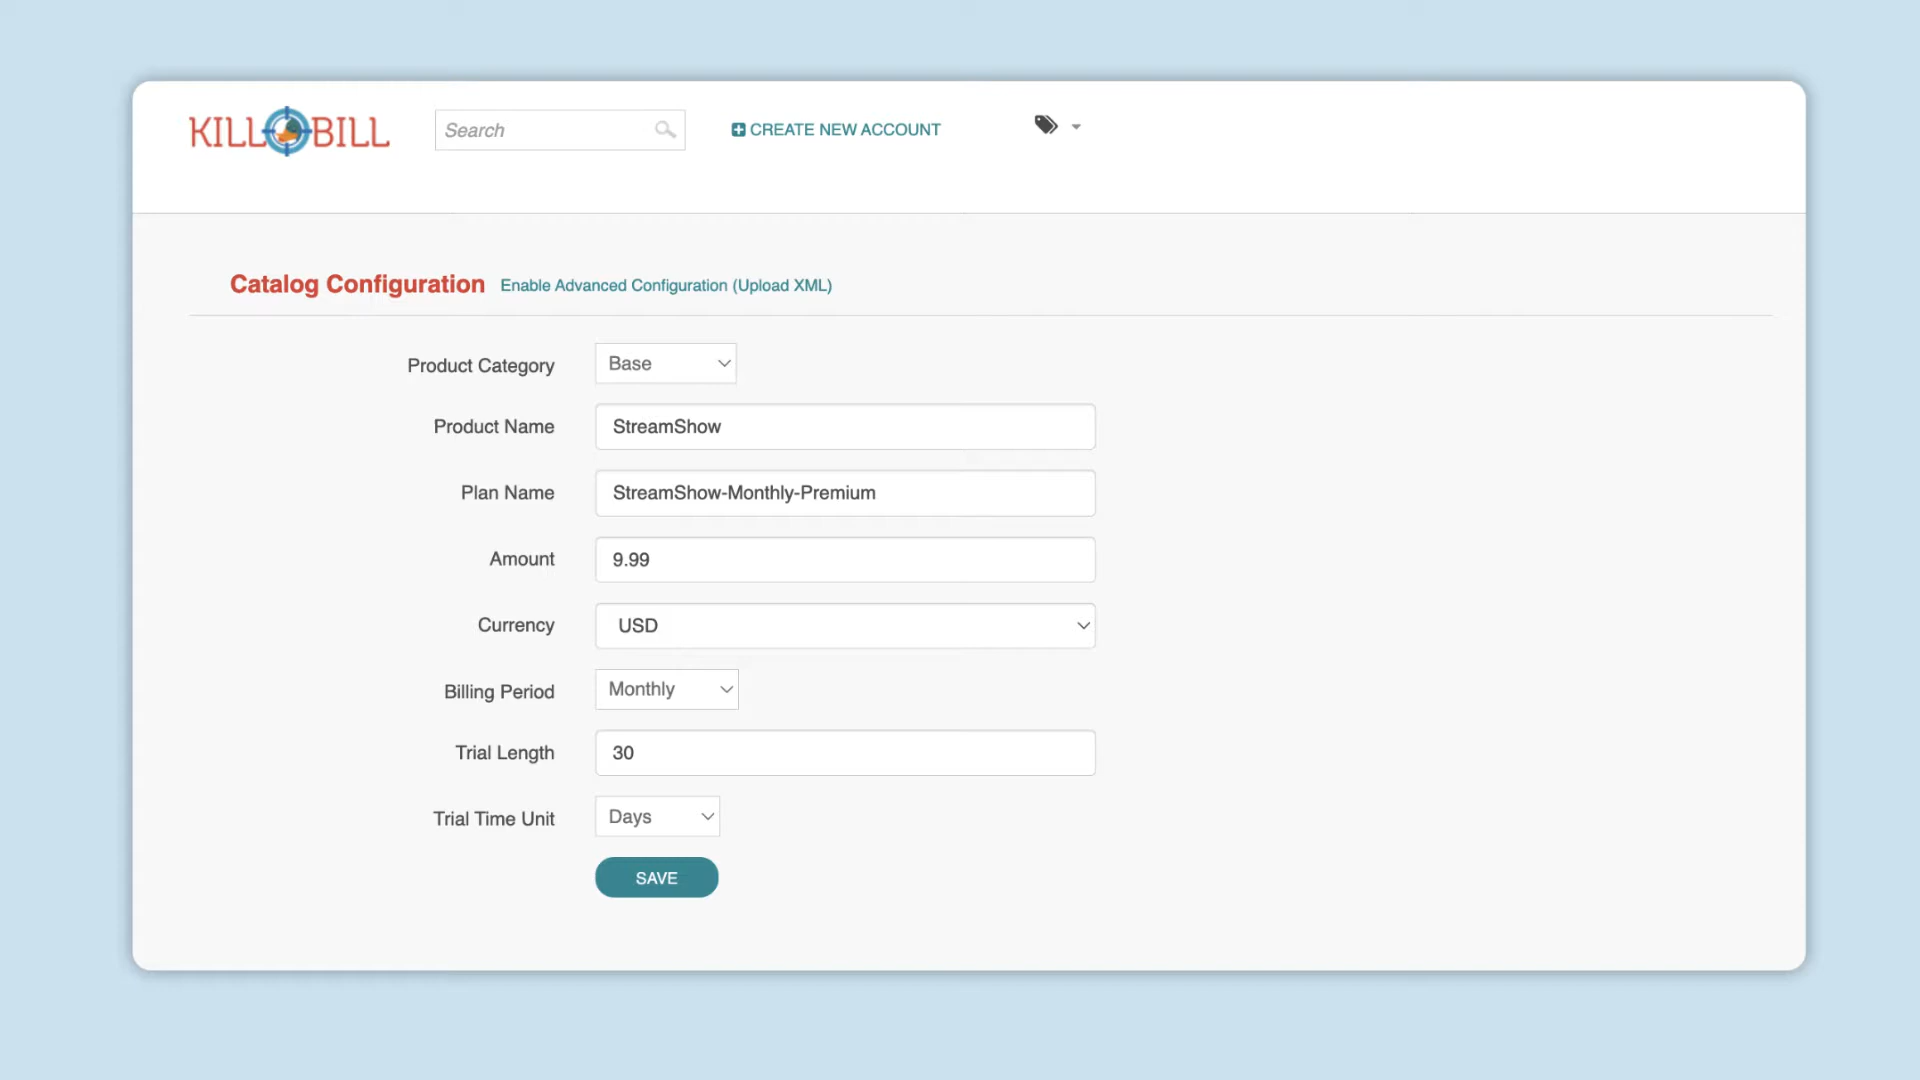 KILL BILL
Search
CREATE NEW ACCOUNT
Catalog Configuration Enable Advanced Configuration (Upload XML)
Product Category Base
Product Name StreamShow
Plan Name StreamShow-Monthly-Premium
Amount 9.99
Currency USD
Billing Period Monthly
Trial Length 30
Trial Time Unit Days
SAVE